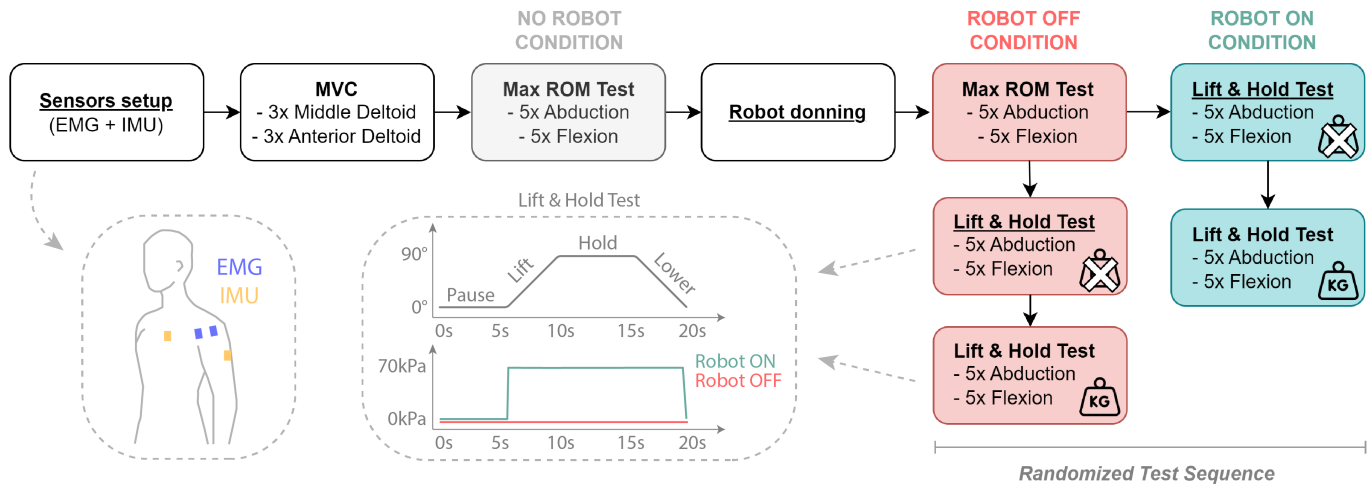 NO ROBOT
CONDITION
ROBOT OFF
CONDITION
ROBOT ON
CONDITION
Sensors setup
(EMG + IMU)
MVC
- 3x Middle Deltoid
- 3x Anterior Deltoid
Max ROM Test
- 5x Abduction
- 5x Flexion
Robot donning
Max ROM Test
- 5x Abduction
- 5x Flexion
Lift & Hold Test
- 5x Abduction
- 5x Flexion
Lift & Hold Test
- 5x Abduction
- 5x Flexion
Lift & Hold Test
- 5x Abduction
- 5x Flexion
KG
Lift & Hold Test
- 5x Abduction
- 5x Flexion
KG
EMG
IMU
Lift & Hold Test
90°
0°
Pause
Lift
Hold
Lower
0s 5s 10s 15s 20s
70kPa
0kPa
Robot ON
Robot OFF
0s 5s 10s 15s 20s
Randomized Test Sequence